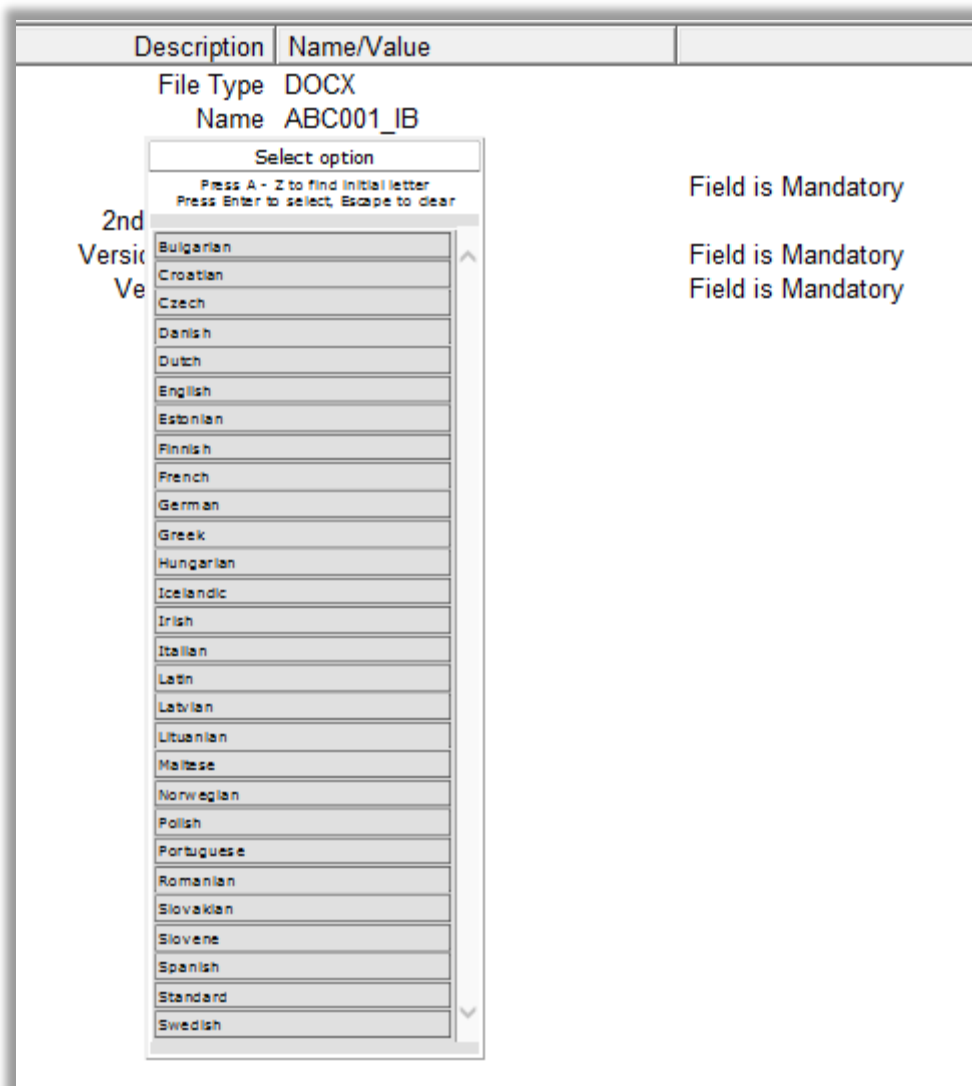 Description Name/Value
File Type DOCX
Name ABC001_IB
Select option
Press A - Z to find initial letter
Press Enter to select, Escape to clear
Field is Mandatory
2nd
Versio Field is Mandatory
Ve Field is Mandatory
Bulgarian
Croatian
Czech
Danish
Dutch
English
Estonian
Finnish
French
German
Greek
Hungarian
Icelandic
Irish
Italian
Latin
Latvian
Lituanian
Maltese
Norwegian
Polish
Portuguese
Romanian
Slovakian
Slovene
Spanish
Standard
Swedish